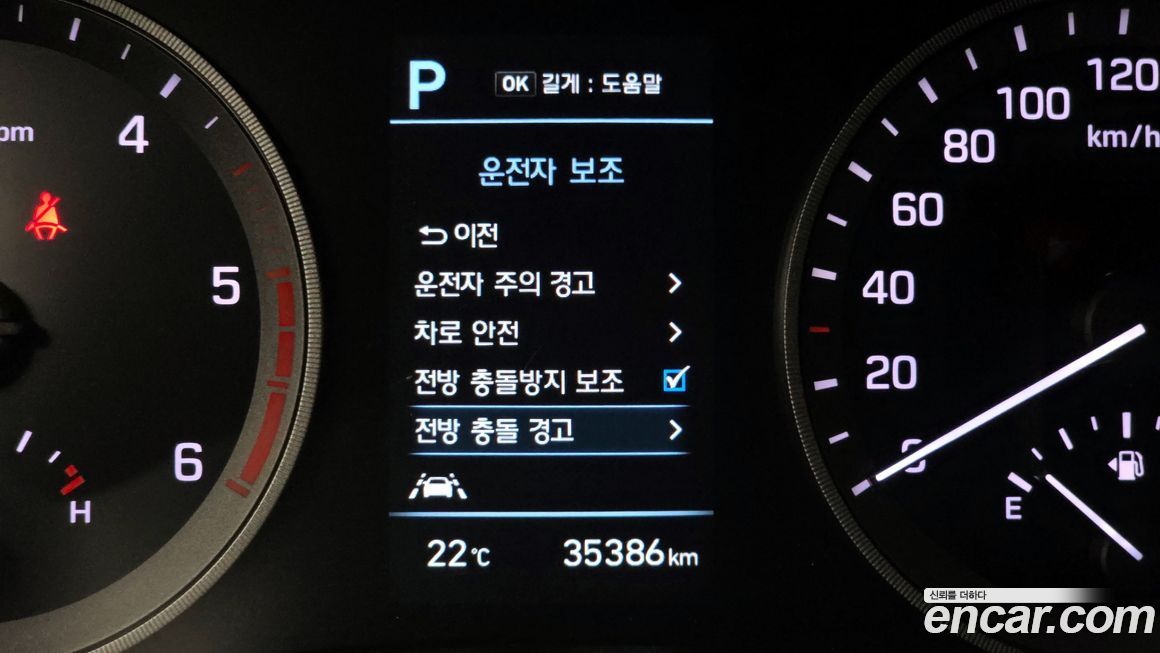 P OK 길게 : 도움말
운전자 보조
이전
운전자 주의 경고
차로 안전
전방 충돌방지 보조
전방 충돌 경고
22℃ 35386 km
4
5
6
H
120
100
km/h
80
60
40
20
0
E
신뢰를 더하다
encar.com